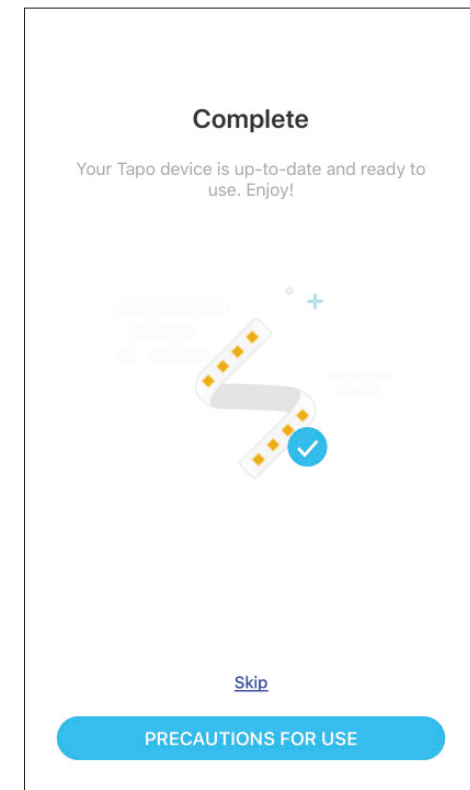 Complete
Your Tapo device is up-to-date and ready to
use. Enjoy!
Skip
PRECAUTIONS FOR USE